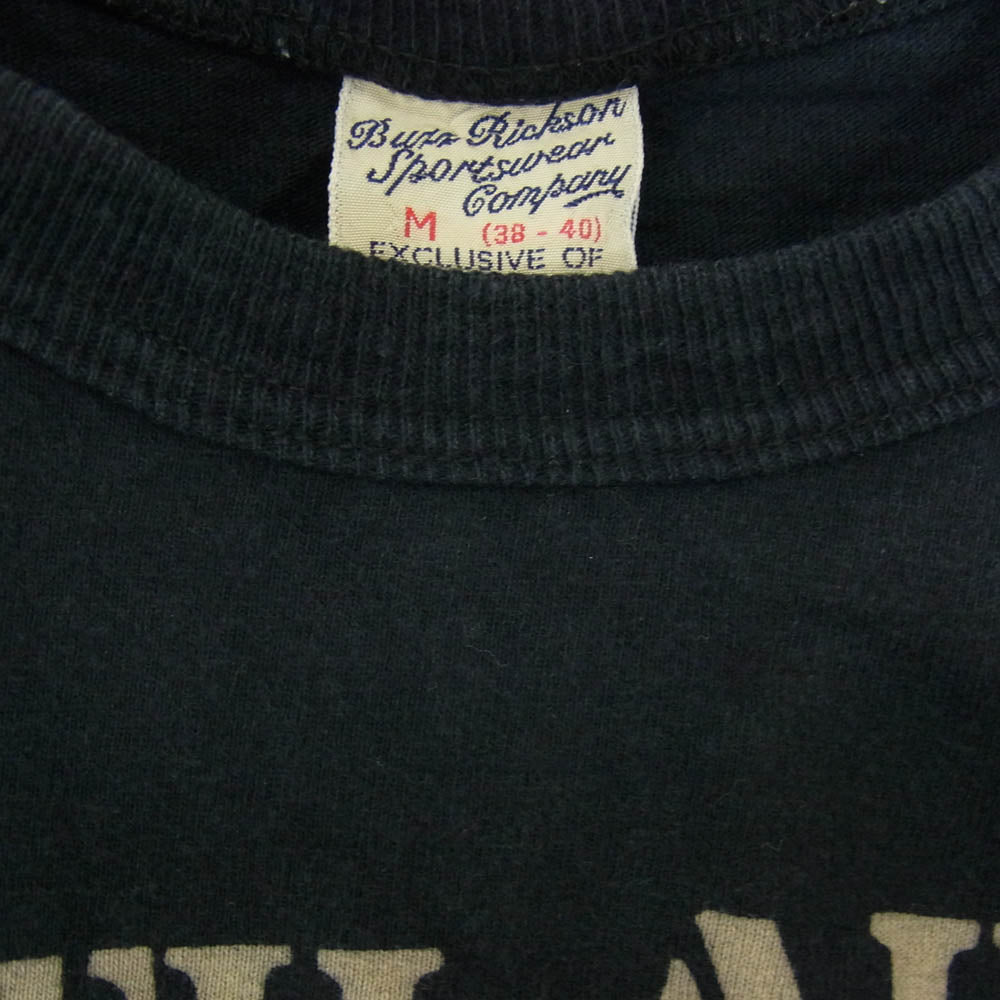 Buzz Rickson
Sportswear
Company
M (38 - 40)
EXCLUSIVE OF